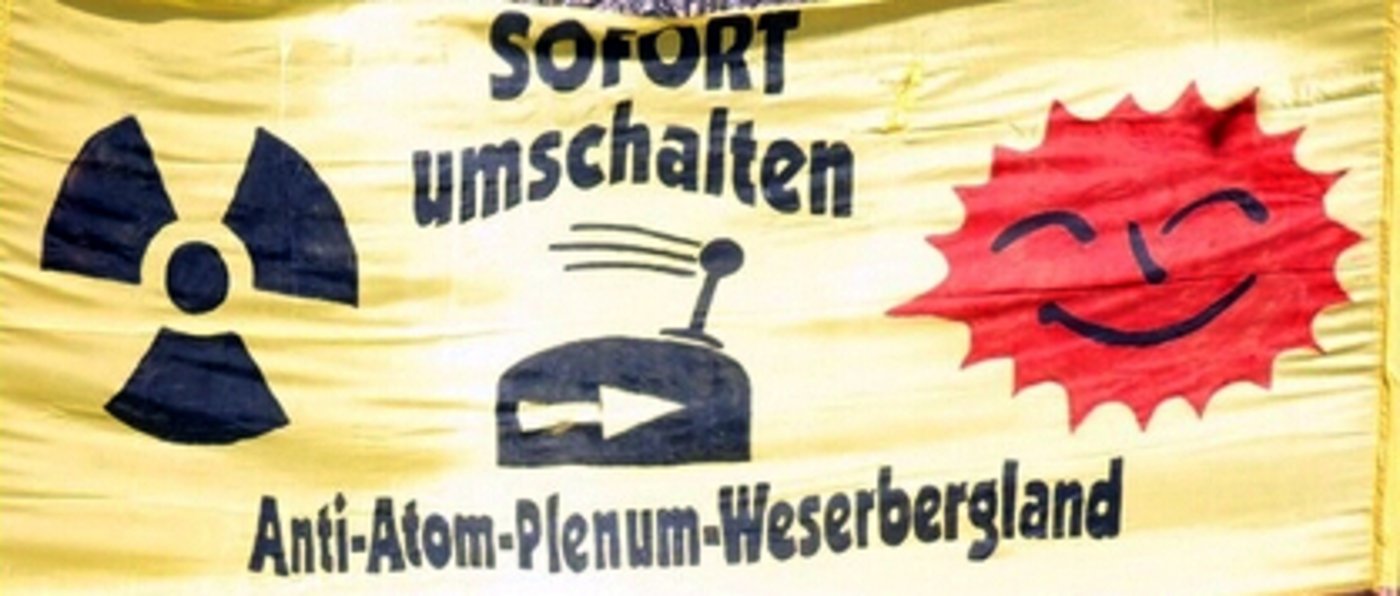 SOFORT
umschalten
Anti-Atom-Plenum-Weserbergland